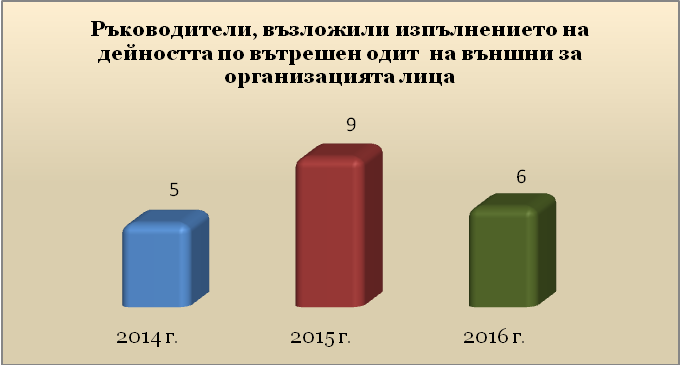 Ръководители, възложили изпълнението на
дейността по вътрешен одит на външни за
организацията лица
5
9
6
2014 г.
2015 г.
2016 г.